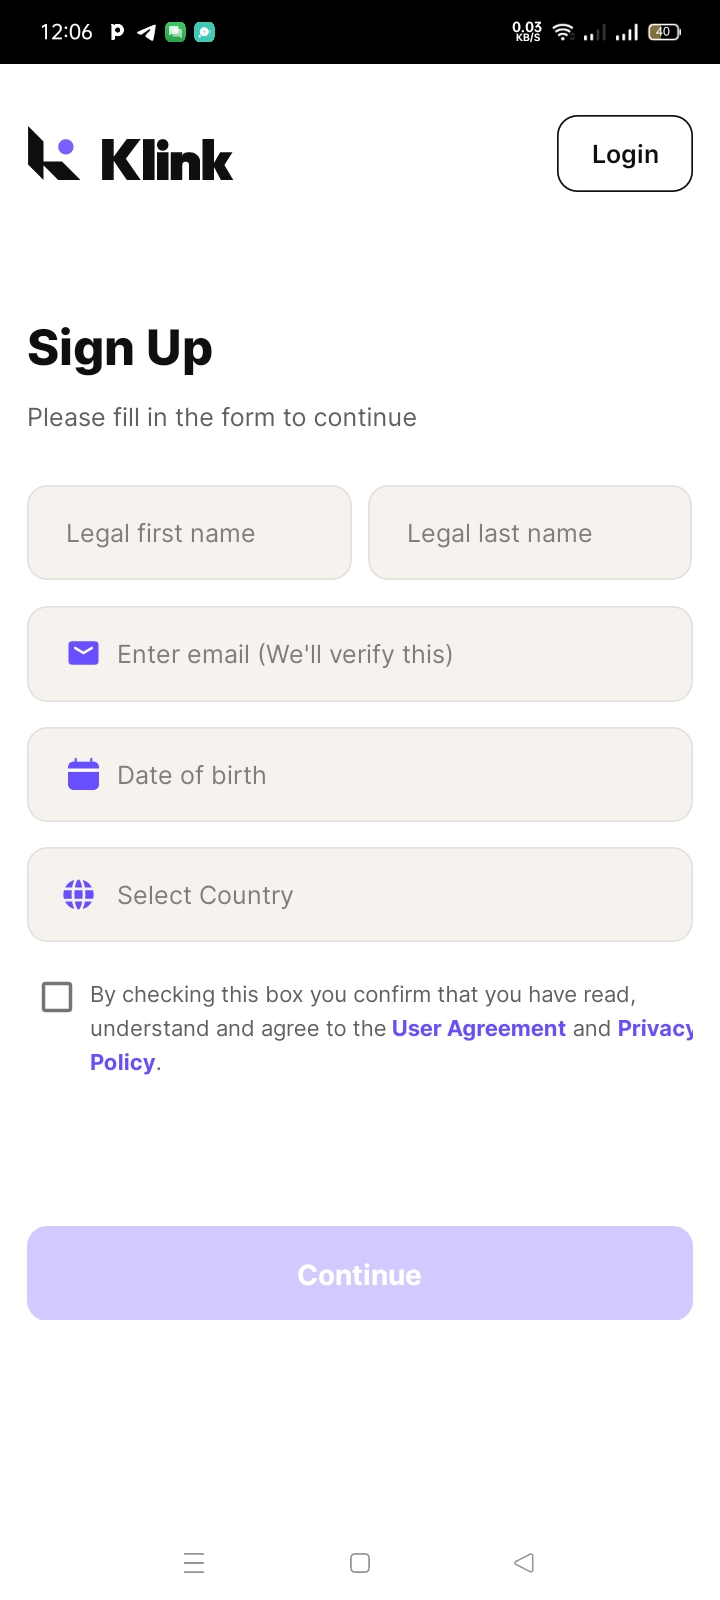 12:06
0.03
KB/S
40
Klink
Login
Sign Up
Please fill in the form to continue
Legal first name
Legal last name
Enter email (We'll verify this)
Date of birth
Select Country
By checking this box you confirm that you have read,
understand and agree to the User Agreement and Privacy
Policy.
Continue